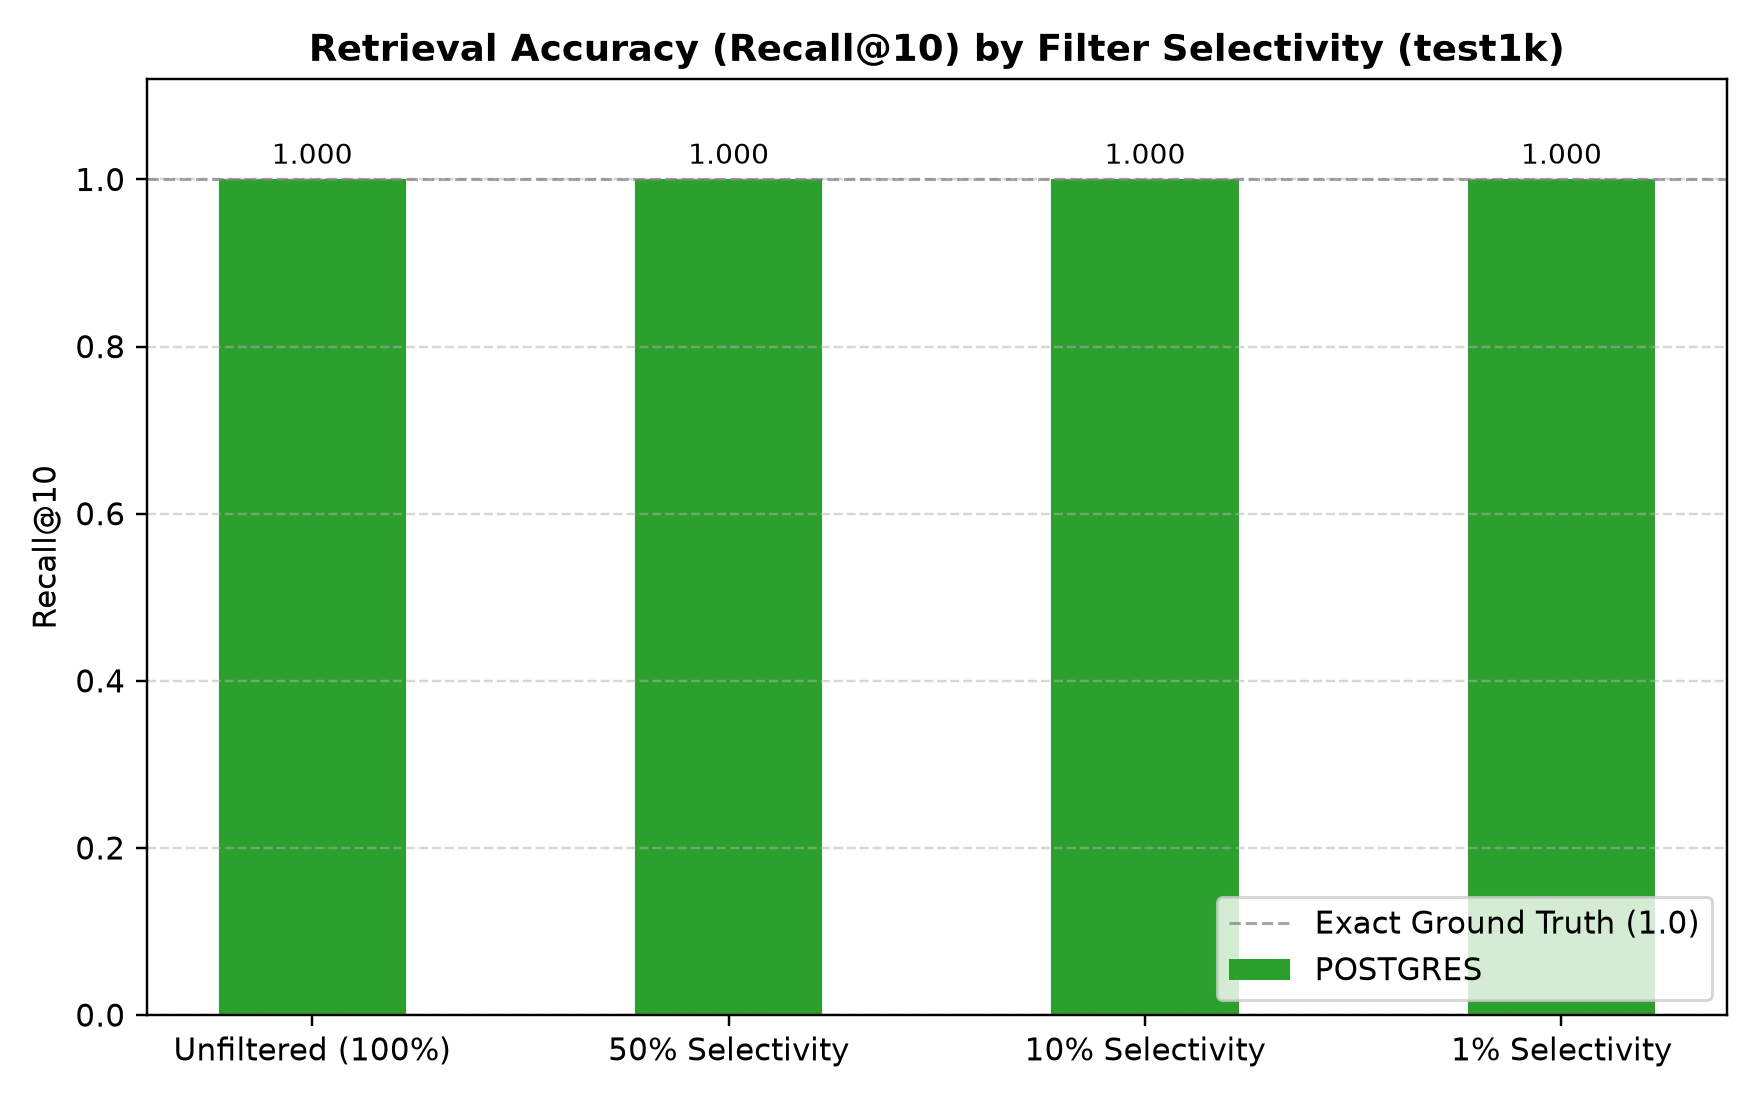 Retrieval Accuracy (Recall@10) by Filter Selectivity (test1k)
1.000 1.000 1.000 1.000
1.0
0.8
0.6
0.4
0.2
0.0
Recall@10
Exact Ground Truth (1.0)
POSTGRES
Unfiltered (100%) 50% Selectivity 10% Selectivity 1% Selectivity